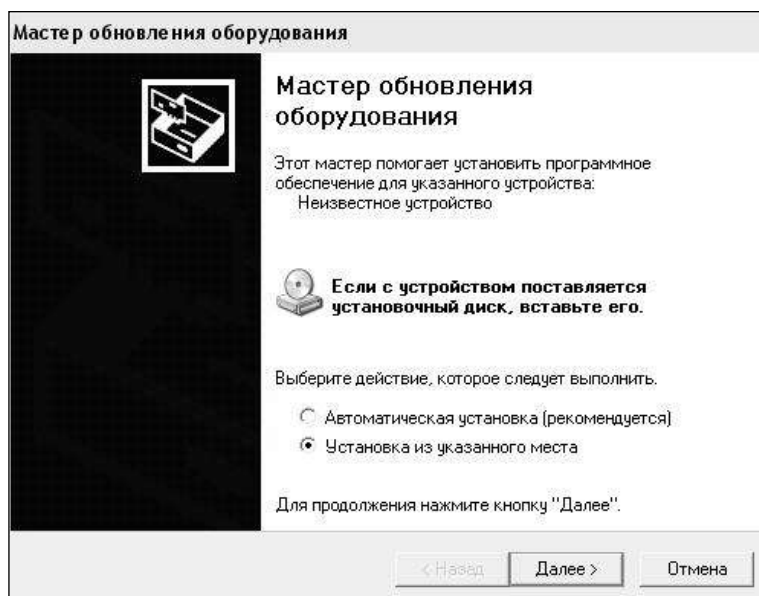 Мастер обновления оборудования
Мастер обновления
оборудования
Этот мастер помогает установить программное
обеспечение для указанного устройства:
Неизвестное устройство
Если с устройством поставляется
установочный диск, вставьте его.
Выберите действие, которое следует выполнить.
Автоматическая установка (рекомендуется)
Установка из указанного места
Для продолжения нажмите кнопку "Далее".
< Назад
Далее >
Отмена